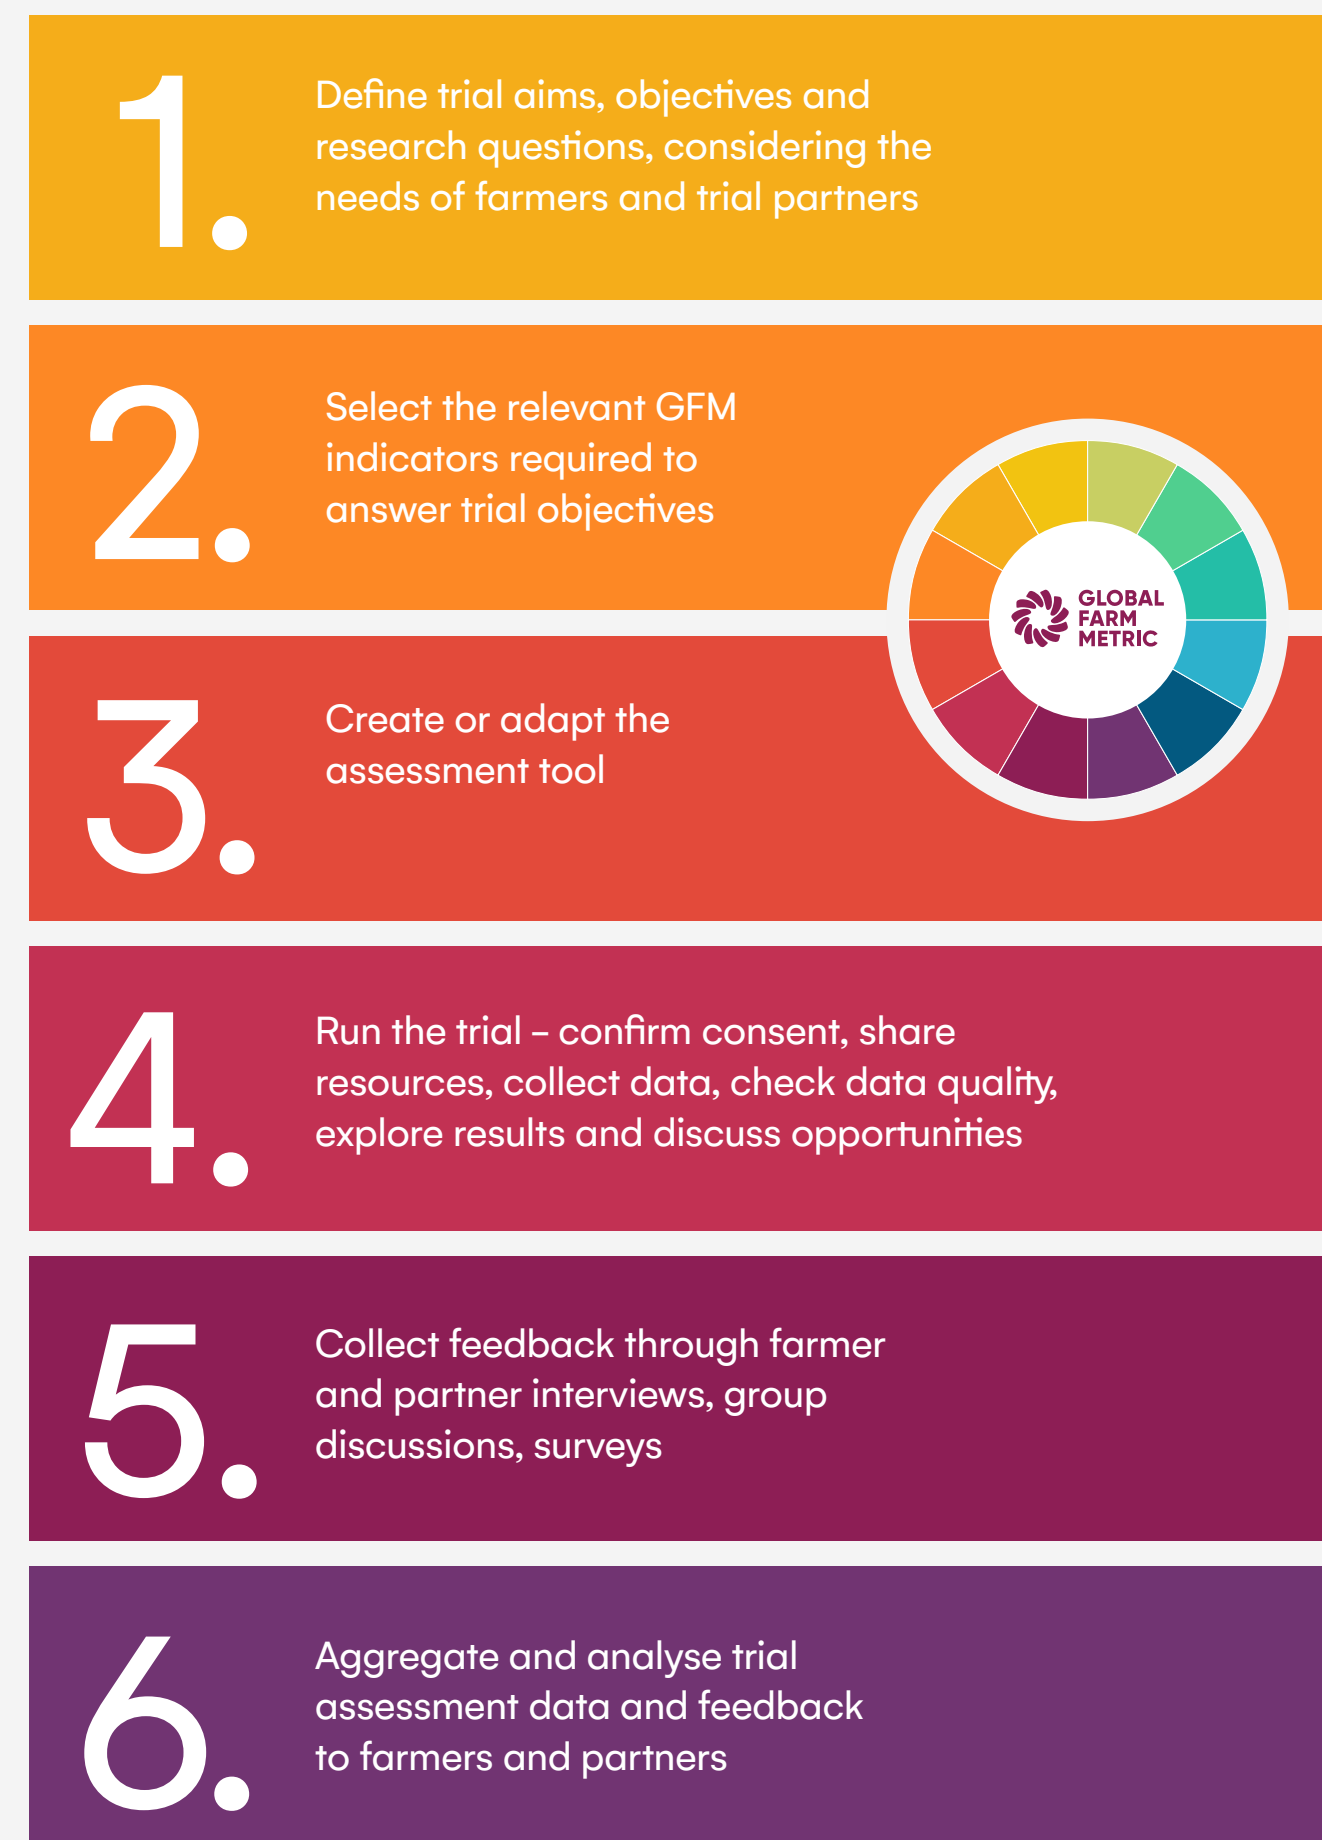 1.
Define trial aims, objectives and
research questions, considering the
needs of farmers and trial partners
2.
Select the relevant GFM
indicators required to
answer trial objectives
GLOBAL
FARM
METRIC
3.
Create or adapt the
assessment tool
4.
Run the trial – confirm consent, share
resources, collect data, check data quality,
explore results and discuss opportunities
5.
Collect feedback through farmer
and partner interviews, group
discussions, surveys
6.
Aggregate and analyse trial
assessment data and feedback
to farmers and partners